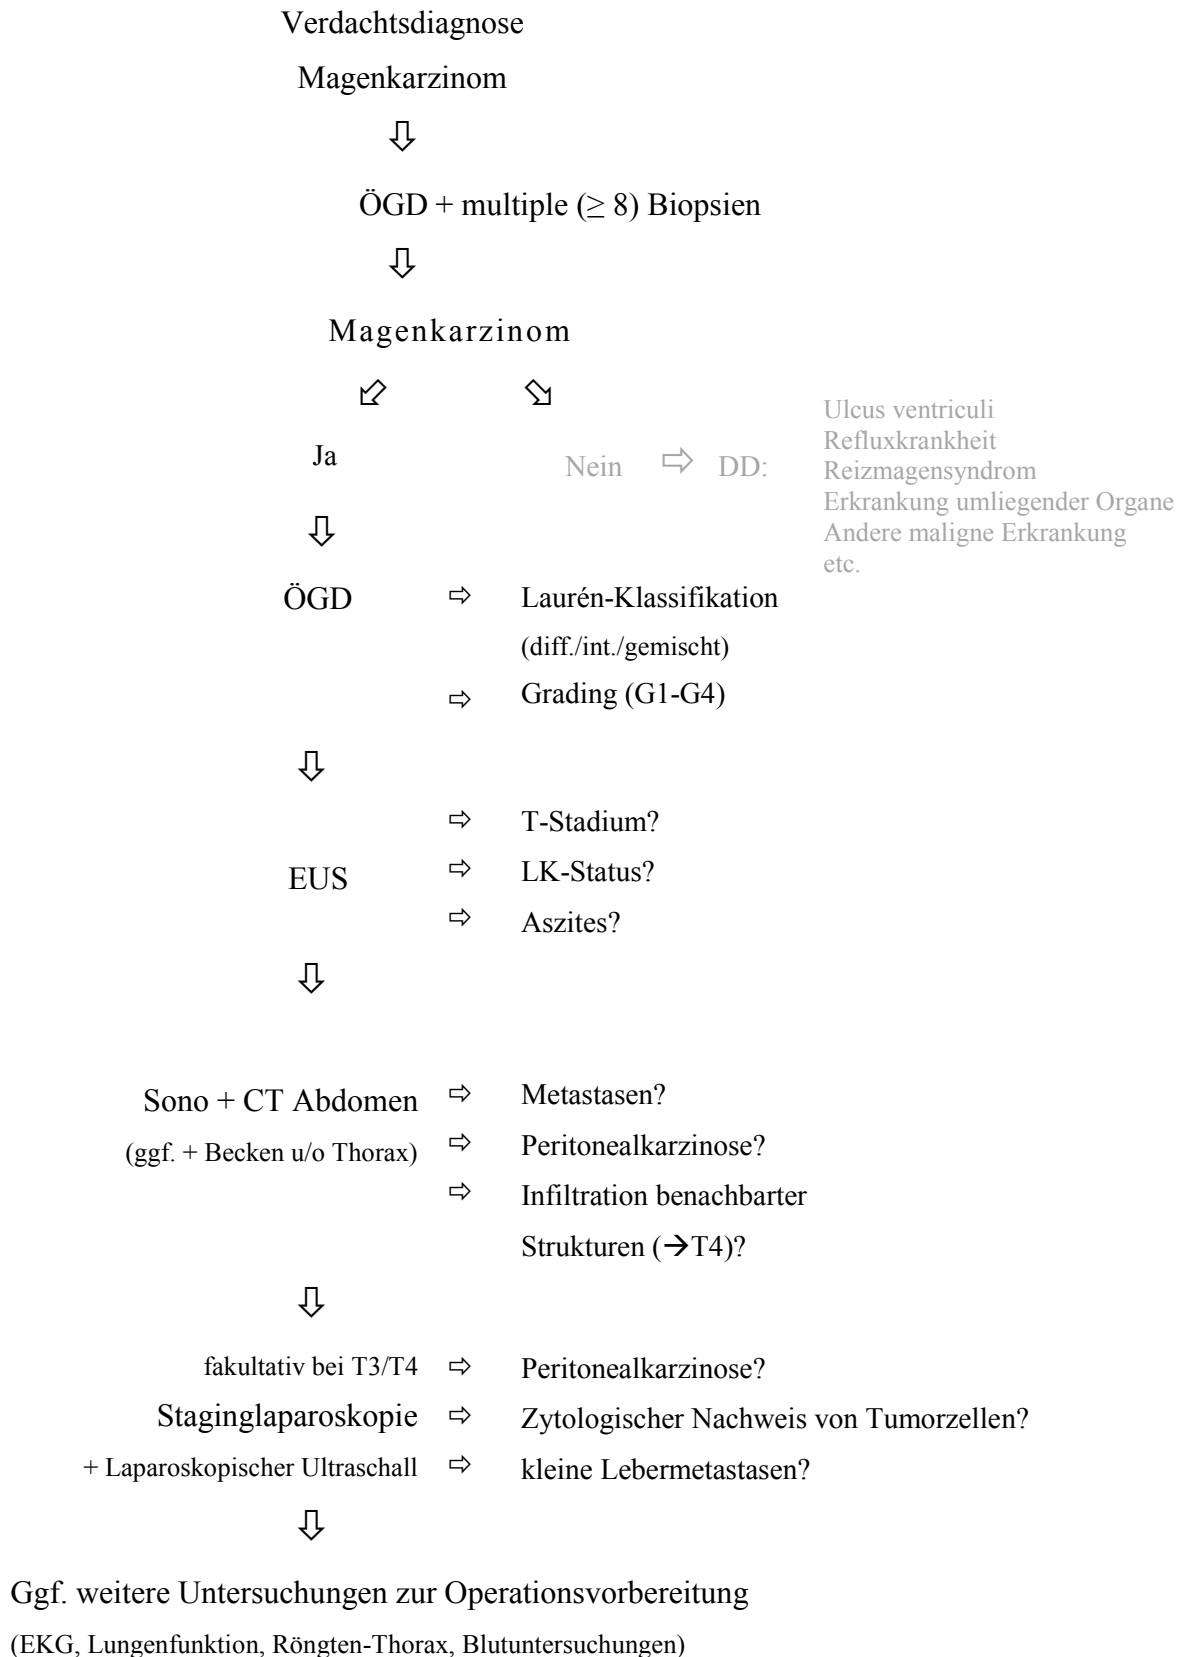 Verdachtsdiagnose
Magenkarzinom
⇩
ÖGD + multiple (≥ 8) Biopsien
⇩
Magenkarzinom
⬃ ⬂
Ja
Nein ⇨ DD:
Ulcus ventriculi
Refluxkrankheit
Reizmagensyndrom
Erkrankung umliegender Organe
Andere maligne Erkrankung
etc.
⇩
ÖGD ⇨ Laurén-Klassifikation
(diff./int./gemischt)
⇨ Grading (G1-G4)
⇩
⇨ T-Stadium?
EUS ⇨ LK-Status?
⇨ Aszites?
⇩
Sono + CT Abdomen ⇨ Metastasen?
(ggf. + Becken u/o Thorax) ⇨ Peritonealkarzinose?
⇨ Infiltration benachbarter
Strukturen (→T4)?
⇩
fakultativ bei T3/T4 ⇨ Peritonealkarzinose?
Staginglaparoskopie ⇨ Zytologischer Nachweis von Tumorzellen?
+ Laparoskopischer Ultraschall ⇨ kleine Lebermetastasen?
⇩
Ggf. weitere Untersuchungen zur Operationsvorbereitung
(EKG, Lungenfunktion, Röngten-Thorax, Blutuntersuchungen)